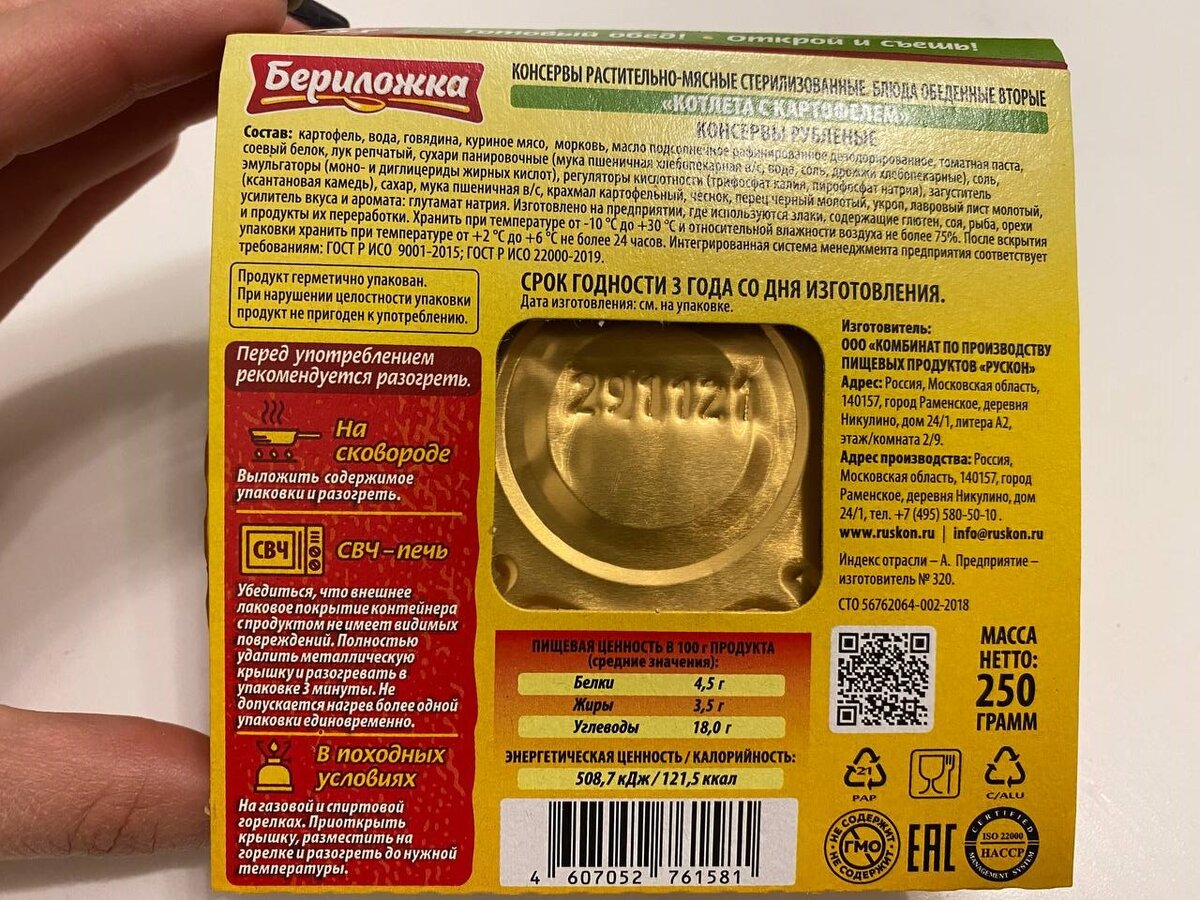 Готовый обед! • Открой и съешь!
Бериложка
КОНСЕРВЫ РАСТИТЕЛЬНО-МЯСНЫЕ СТЕРИЛИЗОВАННЫЕ. БЛЮДА ОБЕДЕННЫЕ ВТОРЫЕ
«КОТЛЕТА С КАРТОФЕЛЕМ»
КОНСЕРВЫ РУБЛЕНЫЕ
Состав: картофель, вода, говядина, куриное мясо, морковь, масло подсолнечное рафинированное дезодорированное, томатная паста,
соевый белок, лук репчатый, сухари панировочные (мука пшеничная хлебопекарная в/с, вода, соль, дрожжи хлебопекарные), соль,
эмульгаторы (моно- и диглицериды жирных кислот), регуляторы кислотности (трифосфат калия, пирофосфат натрия), загуститель
(ксантановая камедь), сахар, мука пшеничная в/с, крахмал картофельный, чеснок, перец черный молотый, укроп, лавровый лист молотый,
усилитель вкуса и аромата: глутамат натрия. Изготовлено на предприятии, где используются злаки, содержащие глютен, соя, рыба, орехи
и продукты их переработки. Хранить при температуре от -10 °С до +30 °С и относительной влажности воздуха не более 75%. После вскрытия
упаковки хранить при температуре от +2 °С до +6 °С не более 24 часов. Интегрированная система менеджмента предприятия соответствует
требованиям: ГОСТ Р ИСО 9001-2015; ГОСТ Р ИСО 22000-2019.
Продукт герметично упакован.
При нарушении целостности упаковки
продукт не пригоден к употреблению.
СРОК ГОДНОСТИ 3 ГОДА СО ДНЯ ИЗГОТОВЛЕНИЯ.
Дата изготовления: см. на упаковке.
291121
Перед употреблением
рекомендуется разогреть.
На
сковороде
Выложить содержимое
упаковки и разогреть.
СВЧ
СВЧ-печь
Убедиться, что внешнее
лаковое покрытие контейнера
с продуктом не имеет видимых
повреждений. Полностью
удалить металлическую
крышку и разогревать в
упаковке 3 минуты. Не
допускается нагрев более одной
упаковки единовременно.
В походных
условиях
На газовой и спиртовой
горелках. Приоткрыть
крышку, разместить на
горелке и разогреть до нужной
температуры.
Изготовитель:
ООО «КОМБИНАТ ПО ПРОИЗВОДСТВУ
ПИЩЕВЫХ ПРОДУКТОВ «РУСКОН»
Адрес: Россия, Московская область,
140157, город Раменское, деревня
Никулино, дом 24/1, литера А2,
этаж/комната 2/9.
Адрес производства: Россия,
Московская область, 140157, город
Раменское, деревня Никулино, дом
24/1, тел. +7 (495) 580-50-10.
www.ruskon.ru | info@ruskon.ru
Индекс отрасли – А. Предприятие –
изготовитель № 320.
СТО 56762064-002-2018
ПИЩЕВАЯ ЦЕННОСТЬ В 100 г ПРОДУКТА
(средние значения):
Белки 4,5 г
Жиры 3,5 г
Углеводы 18,0 г
ЭНЕРГЕТИЧЕСКАЯ ЦЕННОСТЬ / КАЛОРИЙНОСТЬ:
508,7 кДж / 121,5 ккал
4 607052 761581
МАССА
НЕТТО:
250
ГРАММ
21
PAP
C/ALU
НЕ СОДЕРЖИТ
ГМО
НЕ СОДЕРЖИТ
EAC
CERTIFIED
ISO 22000
HACCP
MANAGEMENT SYSTEM